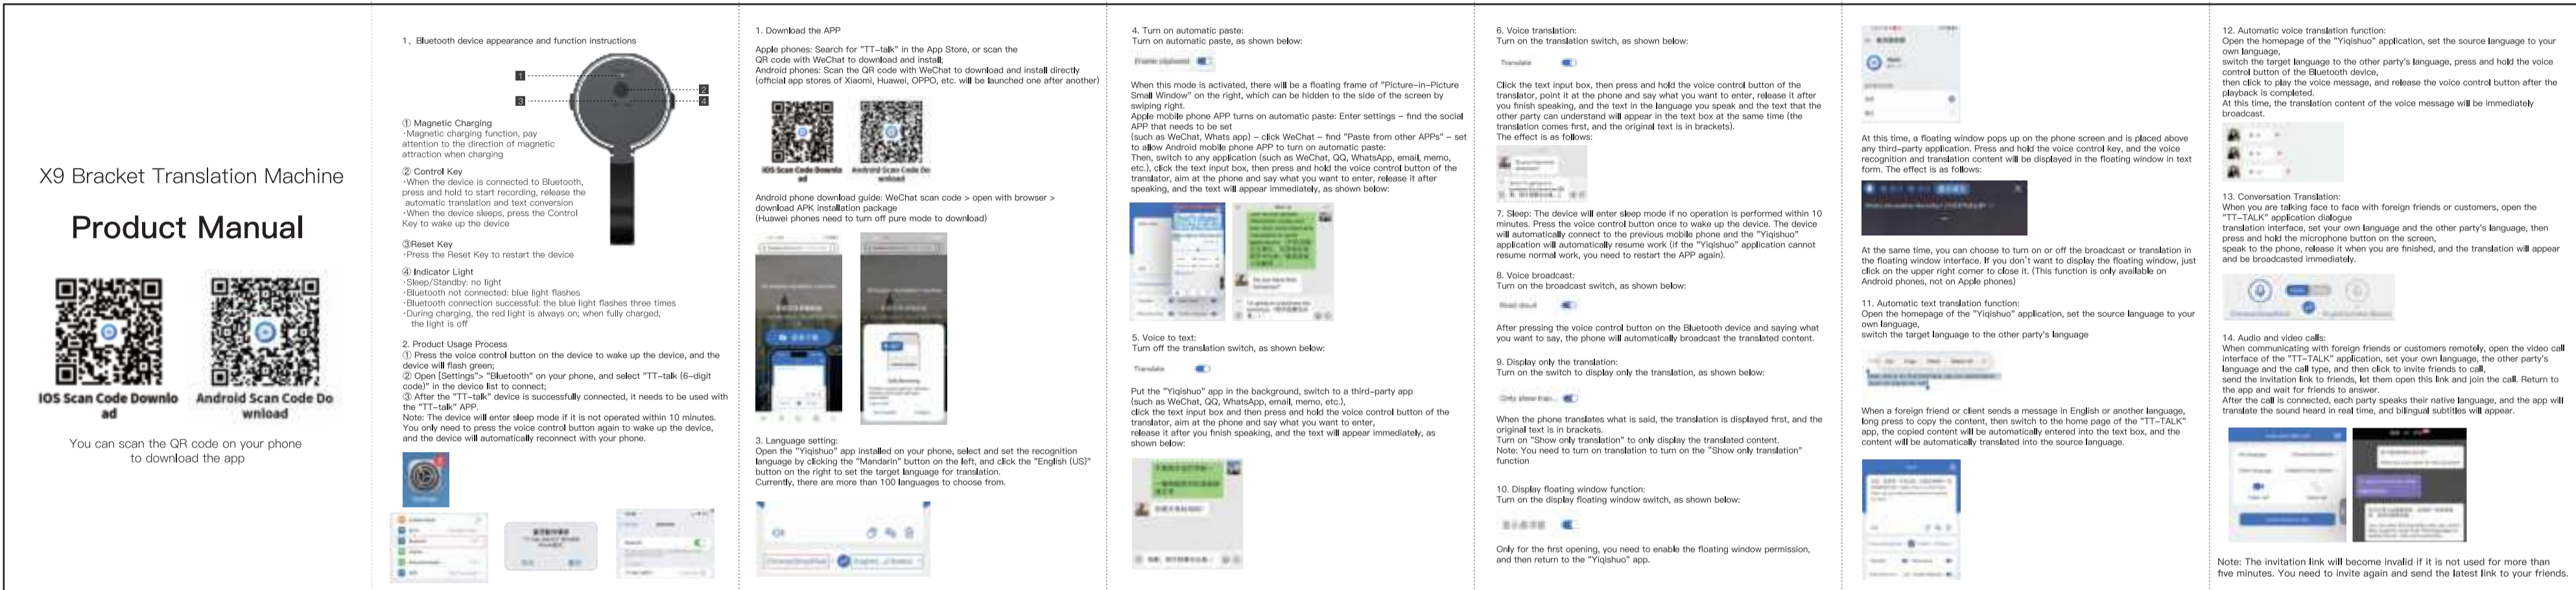 X9 Bracket Translation Machine
Product Manual
IOS Scan Code Downlo
ad
Android Scan Code Do
wnload
You can scan the QR code on your phone
to download the app
1、Bluetooth device appearance and function instructions
1
2
3
4
① Magnetic Charging
·Magnetic charging function, pay
attention to the direction of magnetic
attraction when charging
② Control Key
·When the device is connected to Bluetooth,
press and hold to start recording, release the
automatic translation and text conversion
·When the device sleeps, press the Control
Key to wake up the device
③Reset Key
·Press the Reset Key to restart the device
④ Indicator Light
·Sleep/Standby: no light
·Bluetooth not connected: blue light flashes
·Bluetooth connection successful: the blue light flashes three times
·During charging, the red light is always on; when fully charged,
the light is off
2. Product Usage Process
① Press the voice control button on the device to wake up the device, and the
device will flash green;
② Open [Settings"> "Bluetooth" on your phone, and select "TT-talk (6-digit
code)" in the device list to connect;
③ After the "TT-talk" device is successfully connected, it needs to be used with
the "TT-talk" APP.
Note: The device will enter sleep mode if it is not operated within 10 minutes.
You only need to press the voice control button again to wake up the device,
and the device will automatically reconnect with your phone.
1. Download the APP
Apple phones: Search for "TT-talk" in the App Store, or scan the
QR code with WeChat to download and install;
Android phones: Scan the QR code with WeChat to download and install directly
(official app stores of Xiaomi, Huawei, OPPO, etc. will be launched one after another)
IOS Scan Code Downlo
ad
Android Scan Code Do
wnload
Android phone download guide: WeChat scan code > open with browser >
download APK installation package
(Huawei phones need to turn off pure mode to download)
3. Language setting:
Open the "Yiqishuo" app installed on your phone, select and set the recognition
language by clicking the "Mandarin" button on the left, and click the "English (US)"
button on the right to set the target language for translation.
Currently, there are more than 100 languages to choose from.
4. Turn on automatic paste:
Turn on automatic paste, as shown below:
Enable clipboard
When this mode is activated, there will be a floating frame of "Picture-in-Picture
Small Window" on the right, which can be hidden to the side of the screen by
swiping right.
Apple mobile phone APP turns on automatic paste: Enter settings – find the social
APP that needs to be set
(such as WeChat, Whats app) – click WeChat – find "Paste from other APPs" – set
to allow Android mobile phone APP to turn on automatic paste:
Then, switch to any application (such as WeChat, QQ, WhatsApp, email, memo,
etc.), click the text input box, then press and hold the voice control button of the
translator, aim at the phone and say what you want to enter, release it after
speaking, and the text will appear immediately, as shown below:
5. Voice to text:
Turn off the translation switch, as shown below:
Translate
Put the "Yiqishuo" app in the background, switch to a third-party app
(such as WeChat, QQ, WhatsApp, email, memo, etc.),
click the text input box and then press and hold the voice control button of the
translator, aim at the phone and say what you want to enter,
release it after you finish speaking, and the text will appear immediately, as
shown below:
6. Voice translation:
Turn on the translation switch, as shown below:
Translate
Click the text input box, then press and hold the voice control button of the
translator, point it at the phone and say what you want to enter, release it after
you finish speaking, and the text in the language you speak and the text that the
other party can understand will appear in the text box at the same time (the
translation comes first, and the original text is in brackets).
The effect is as follows:
7. Sleep: The device will enter sleep mode if no operation is performed within 10
minutes. Press the voice control button once to wake up the device. The device
will automatically connect to the previous mobile phone and the "Yiqishuo"
application will automatically resume work (if the "Yiqishuo" application cannot
resume normal work, you need to restart the APP again).
8. Voice broadcast:
Turn on the broadcast switch, as shown below:
Read aloud
After pressing the voice control button on the Bluetooth device and saying what
you want to say, the phone will automatically broadcast the translated content.
9. Display only the translation:
Turn on the switch to display only the translation, as shown below:
Only show tran...
When the phone translates what is said, the translation is displayed first, and the
original text is in brackets.
Turn on "Show only translation" to only display the translated content.
Note: You need to turn on translation to turn on the "Show only translation"
function
10. Display floating window function:
Turn on the display floating window switch, as shown below:
Only for the first opening, you need to enable the floating window permission,
and then return to the "Yiqishuo" app.
At this time, a floating window pops up on the phone screen and is placed above
any third-party application. Press and hold the voice control key, and the voice
recognition and translation content will be displayed in the floating window in text
form. The effect is as follows:
At the same time, you can choose to turn on or off the broadcast or translation in
the floating window interface. If you don't want to display the floating window, just
click on the upper right corner to close it. (This function is only available on
Android phones, not on Apple phones)
11. Automatic text translation function:
Open the homepage of the "Yiqishuo" application, set the source language to your
own language,
switch the target language to the other party's language
When a foreign friend or client sends a message in English or another language,
long press to copy the content, then switch to the home page of the "TT-TALK"
app, the copied content will be automatically entered into the text box, and the
content will be automatically translated into the source language.
12. Automatic voice translation function:
Open the homepage of the "Yiqishuo" application, set the source language to your
own language,
switch the target language to the other party's language, press and hold the voice
control button of the Bluetooth device,
then click to play the voice message, and release the voice control button after the
playback is completed.
At this time, the translation content of the voice message will be immediately
broadcast.
13. Conversation Translation:
When you are talking face to face with foreign friends or customers, open the
"TT-TALK" application dialogue
translation interface, set your own language and the other party's language, then
press and hold the microphone button on the screen,
speak to the phone, release it when you are finished, and the translation will appear
and be broadcasted immediately.
14. Audio and video calls:
When communicating with foreign friends or customers remotely, open the video call
interface of the "TT-TALK" application, set your own language, the other party's
language and the call type, and then click to invite friends to call,
send the invitation link to friends, let them open this link and join the call. Return to
the app and wait for friends to answer.
After the call is connected, each party speaks their native language, and the app will
translate the sound heard in real time, and bilingual subtitles will appear.
Note: The invitation link will become invalid if it is not used for more than
five minutes. You need to invite again and send the latest link to your friends.